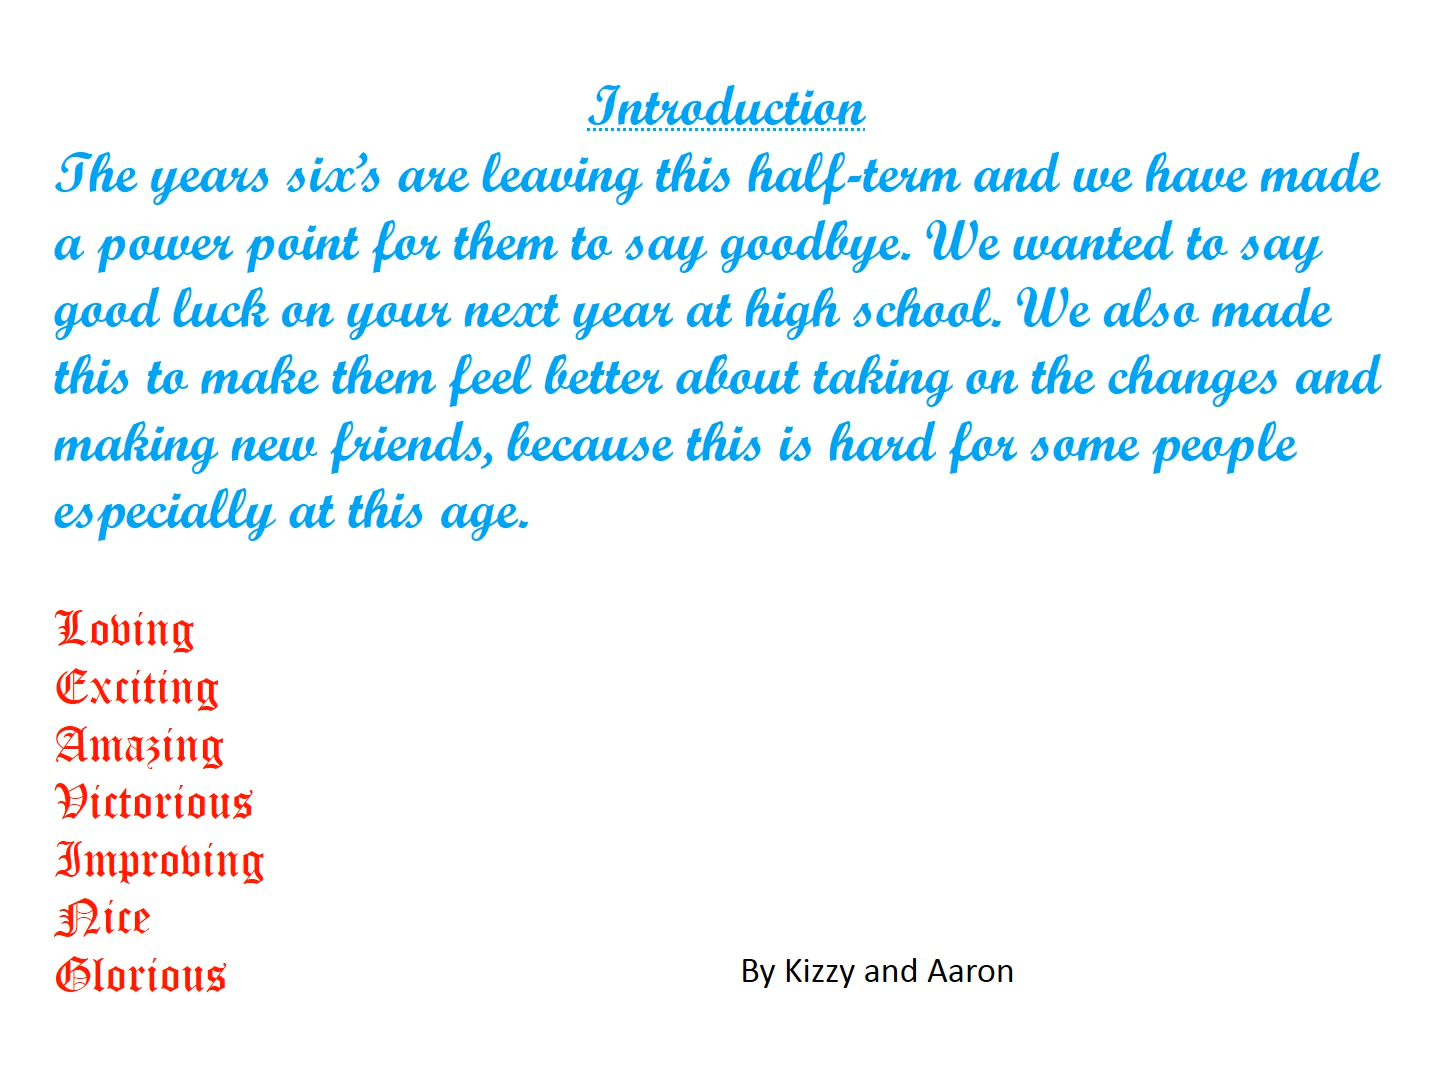 Introduction
The years six’s are leaving this half-term and we have made
a power point for them to say goodbye. We wanted to say
good luck on your next year at high school. We also made
this to make them feel better about taking on the changes and
making new friends, because this is hard for some people
especially at this age.
Loving
Exciting
Amazing
Victorious
Improving
Nice
Glorious
By Kizzy and Aaron